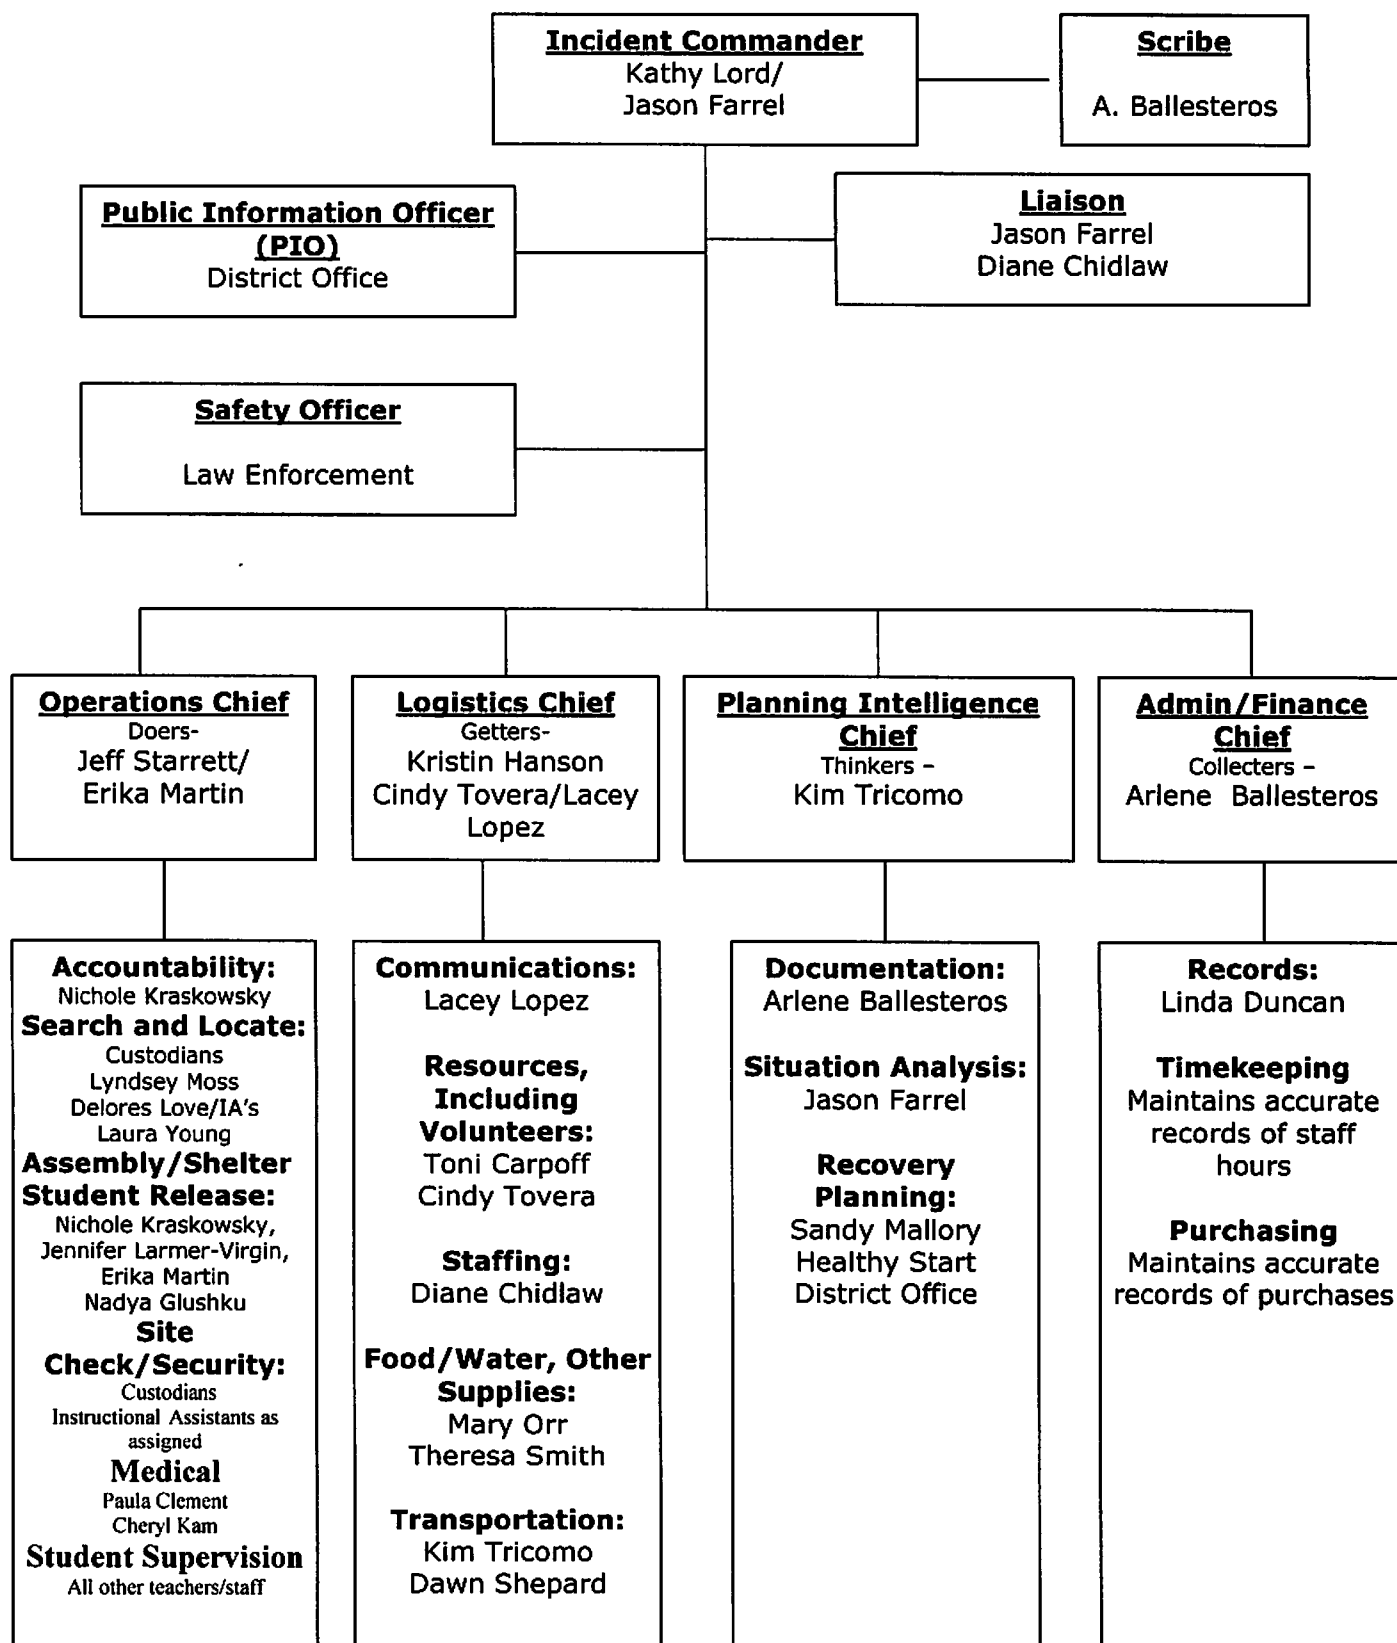 Incident Commander
Kathy Lord/
Jason Farrel
Scribe
A. Ballesteros
Public Information Officer
(PIO)
District Office
Liaison
Jason Farrel
Diane Chidlaw
Safety Officer
Law Enforcement
Operations Chief
Doers-
Jeff Starrett/
Erika Martin
Logistics Chief
Getters-
Kristin Hanson
Cindy Tovera/Lacey
Lopez
Planning Intelligence
Chief
Thinkers –
Kim Tricomo
Admin/Finance
Chief
Collecters –
Arlene Ballesteros
Accountability:
Nichole Kraskowsky
Search and Locate:
Custodians
Lyndsey Moss
Delores Love/IA's
Laura Young
Assembly/Shelter
Student Release:
Nichole Kraskowsky,
Jennifer Larmer-Virgin,
Erika Martin
Nadya Glushku
Site
Check/Security:
Custodians
Instructional Assistants as
assigned
Medical
Paula Clement
Cheryl Kam
Student Supervision
All other teachers/staff
Communications:
Lacey Lopez
Resources,
Including
Volunteers:
Toni Carpoff
Cindy Tovera
Staffing:
Diane Chidlaw
Food/Water, Other
Supplies:
Mary Orr
Theresa Smith
Transportation:
Kim Tricomo
Dawn Shepard
Documentation:
Arlene Ballesteros
Situation Analysis:
Jason Farrel
Recovery
Planning:
Sandy Mallory
Healthy Start
District Office
Records:
Linda Duncan
Timekeeping
Maintains accurate
records of staff
hours
Purchasing
Maintains accurate
records of purchases